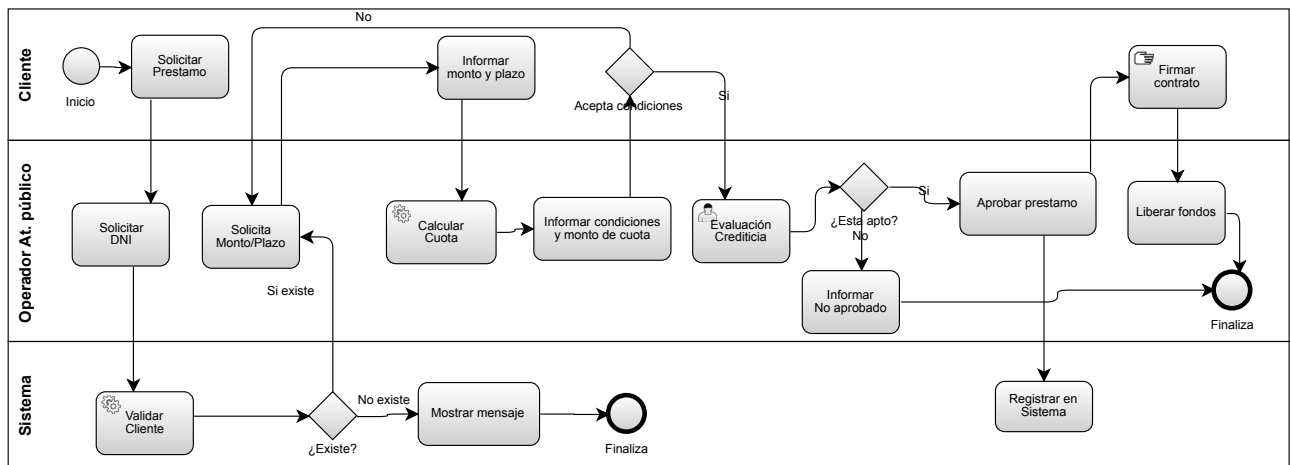 Cliente
No
Inicio
Solicitar
Prestamo
Informar
monto y plazo
Acepta condiciones
Si
Firmar
contrato
Operador At. público
Solicitar
DNI
Solicita
Monto/Plazo
Si existe
Calcular
Cuota
Informar condiciones
y monto de cuota
Evaluación
Crediticia
¿Esta apto?
Si
No
Aprobar prestamo
Liberar fondos
Informar
No aprobado
Finaliza
Sistema
Validar
Cliente
¿Existe?
No existe
Mostrar mensaje
Finaliza
Registrar en
Sistema